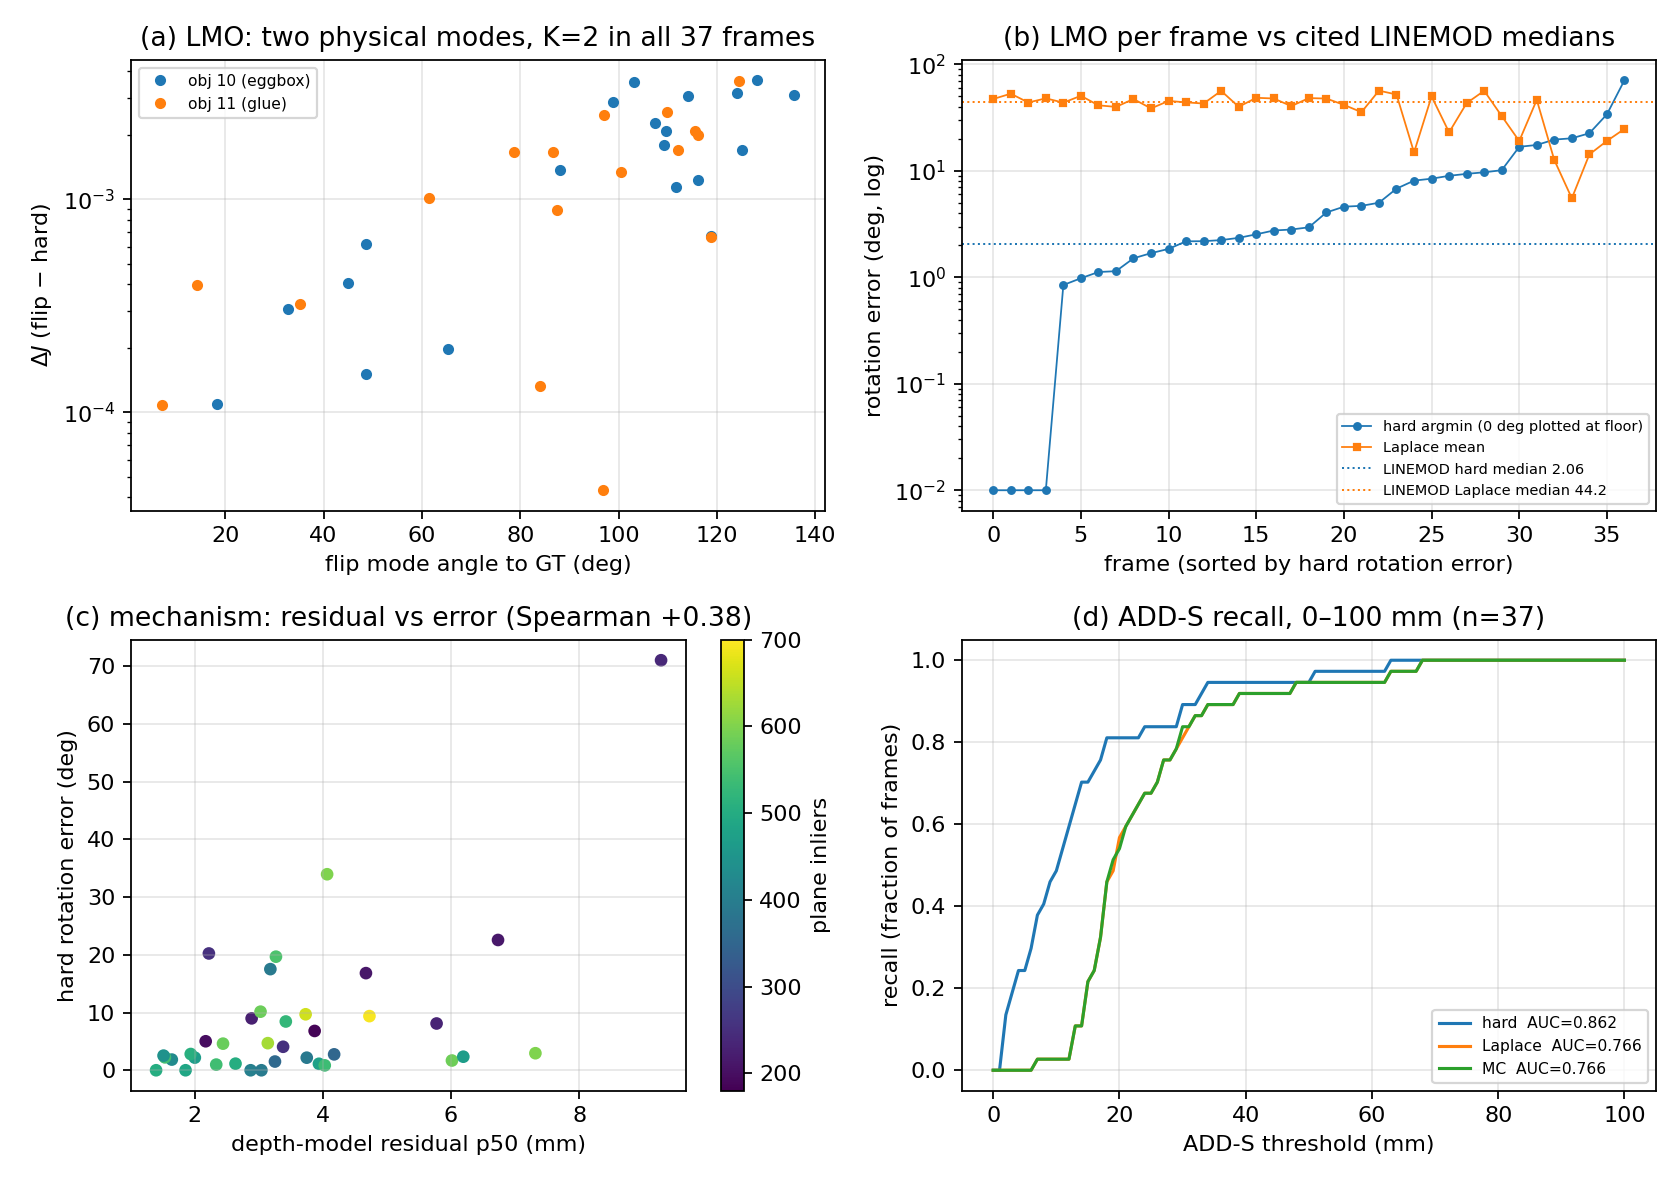 (a) LMO: two physical modes, K=2 in all 37 frames
obj 10 (eggbox)
obj 11 (glue)
10⁻³
10⁻⁴
ΔJ (flip − hard)
20 40 60 80 100 120 140
flip mode angle to GT (deg)
(b) LMO per frame vs cited LINEMOD medians
10²
10¹
10⁰
10⁻¹
10⁻²
rotation error (deg, log)
hard argmin (0 deg plotted at floor)
Laplace mean
LINEMOD hard median 2.06
LINEMOD Laplace median 44.2
0 5 10 15 20 25 30 35
frame (sorted by hard rotation error)
(c) mechanism: residual vs error (Spearman +0.38)
70
60
50
40
30
20
10
0
hard rotation error (deg)
2 4 6 8
depth-model residual p50 (mm)
700
600
500
400
300
200
plane inliers
(d) ADD-S recall, 0–100 mm (n=37)
1.0
0.8
0.6
0.4
0.2
0.0
recall (fraction of frames)
hard AUC=0.862
Laplace AUC=0.766
MC AUC=0.766
0 20 40 60 80 100
ADD-S threshold (mm)